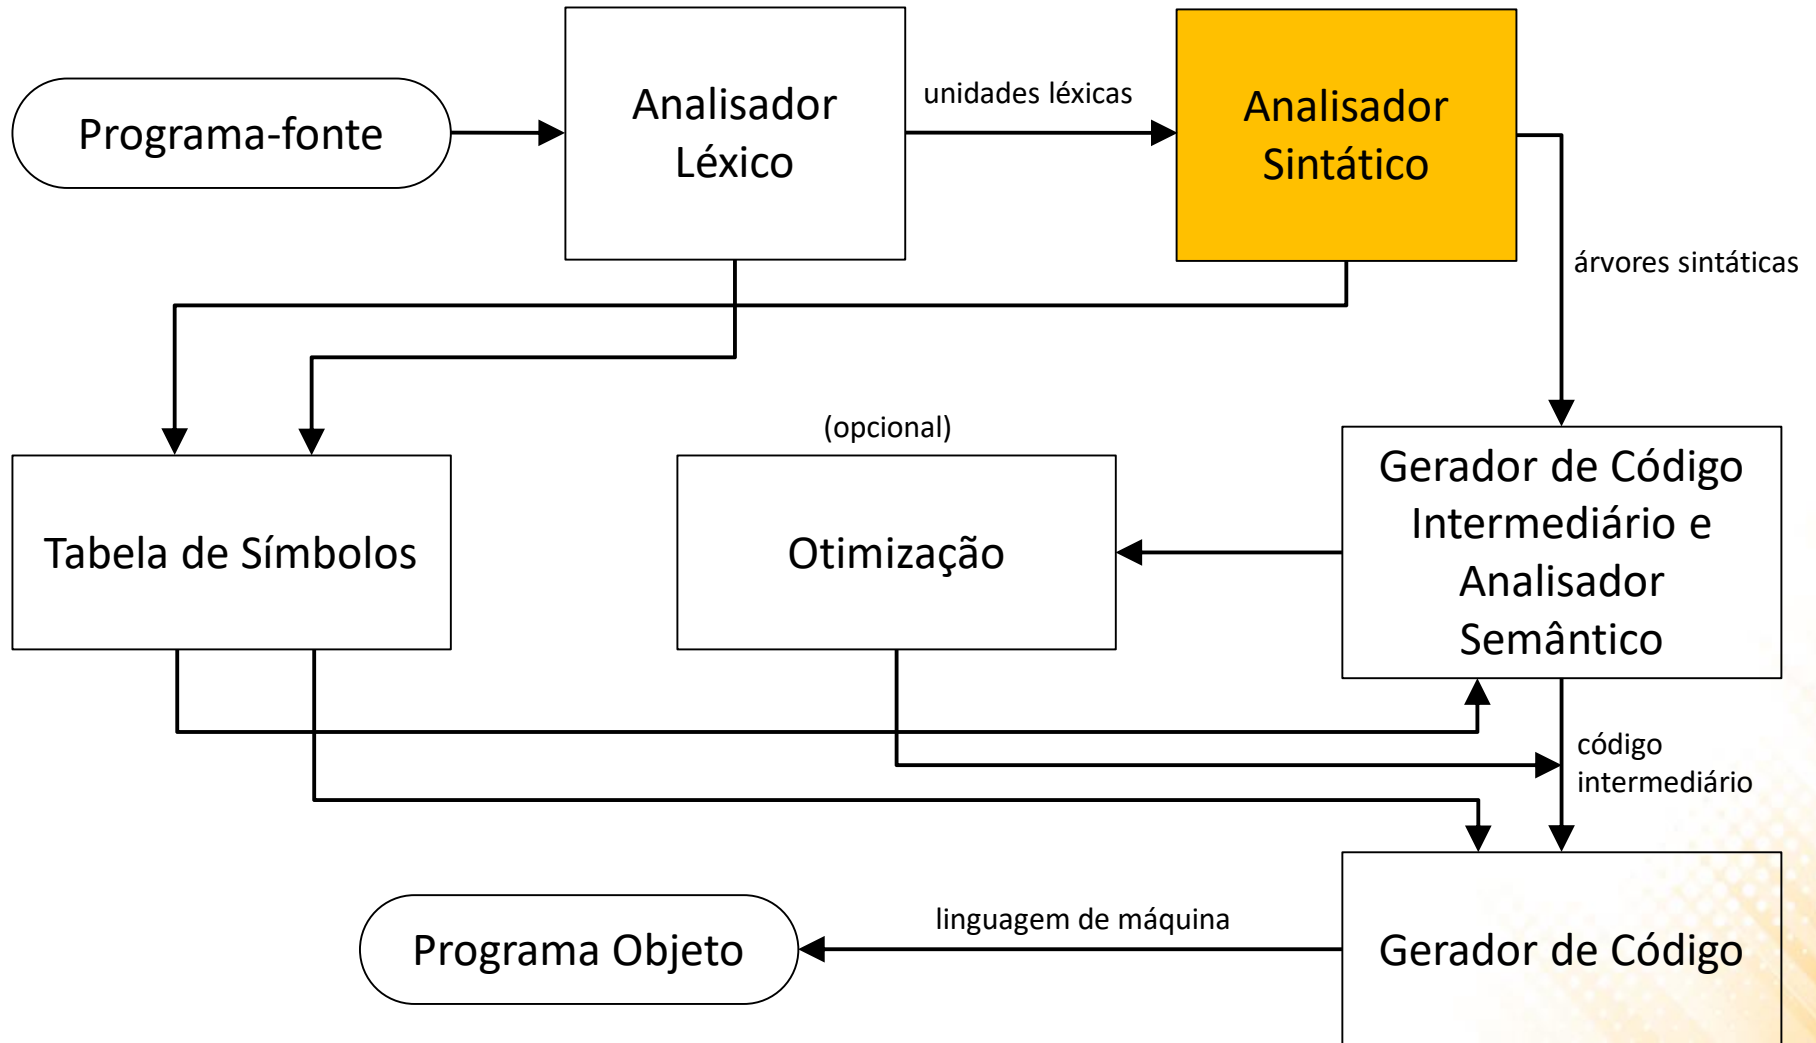 Programa-fonte
Analisador
Léxico
unidades léxicas
Analisador
Sintático
árvores sintáticas
Tabela de Símbolos
(opcional)
Otimização
Gerador de Código
Intermediário e
Analisador
Semântico
código
intermediário
Programa Objeto
linguagem de máquina
Gerador de Código